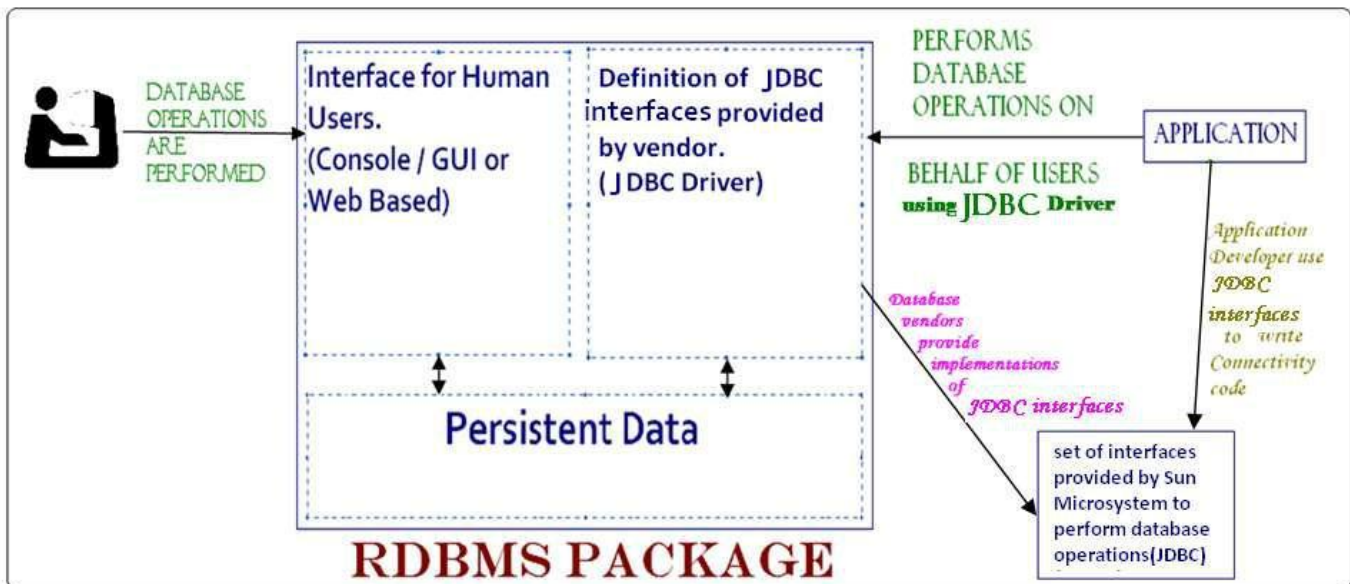 DATABASE
OPERATIONS
ARE
PERFORMED
Interface for Human
Users.
(Console / GUI or
Web Based)
Definition of JDBC
interfaces provided
by vendor.
( JDBC Driver)
PERFORMS
DATABASE
OPERATIONS ON
BEHALF OF USERS
using JDBC Driver
APPLICATION
Application
Developer use
JDBC
interfaces
to write
Connectivity
code
Database
vendors
provide
implementations
of
JDBC interfaces
Persistent Data
set of interfaces
provided by Sun
Microsystem to
perform database
operations(JDBC)
RDBMS PACKAGE